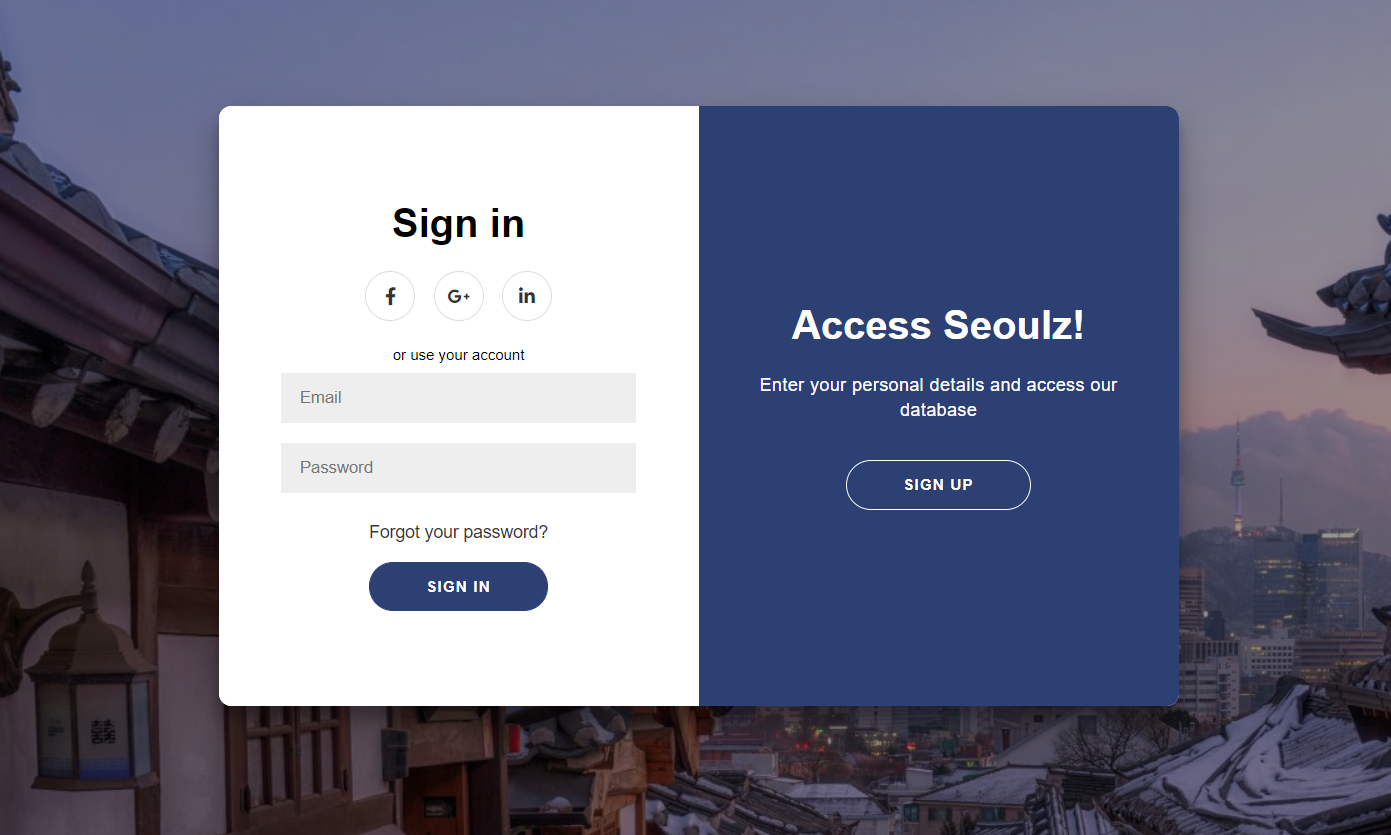 Sign in
f
G+
in
or use your account
Email
Password
Forgot your password?
SIGN IN
Access Seoulz!
Enter your personal details and access our
database
SIGN UP
囍